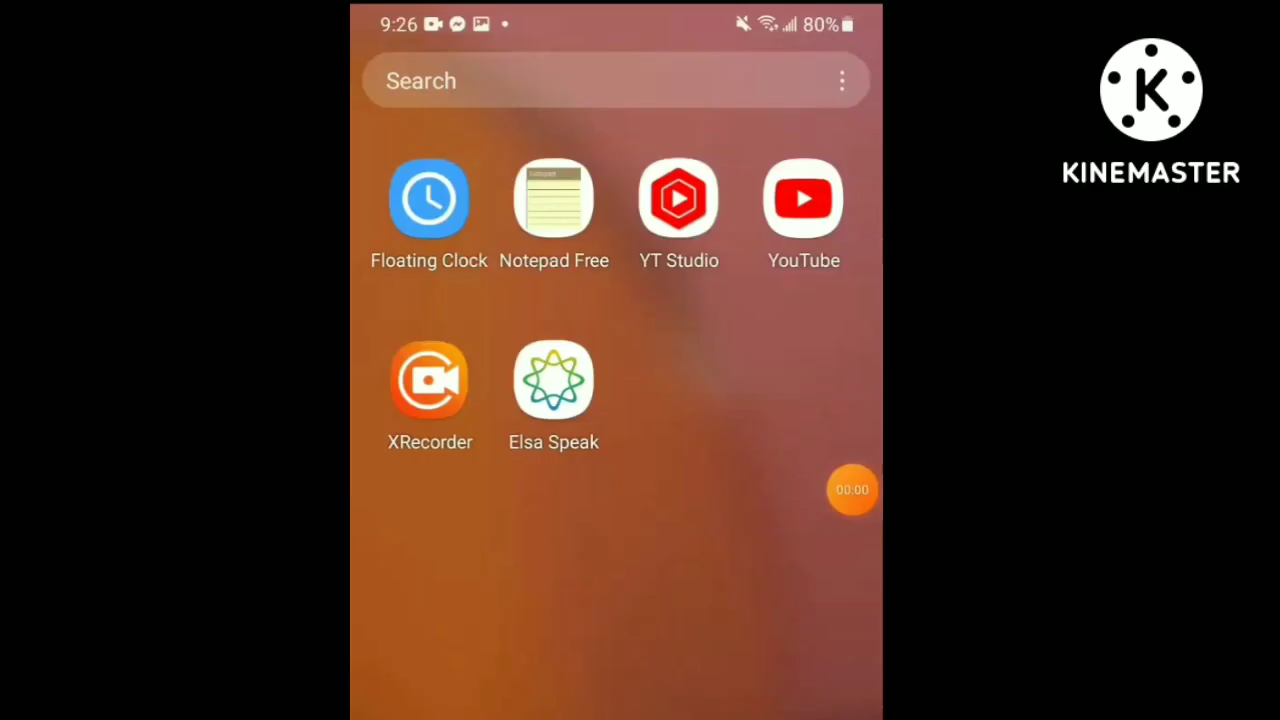 9:26 80%
Search
KINEMASTER
Floating Clock Notepad Free YT Studio YouTube
XRecorder Elsa Speak
00:00